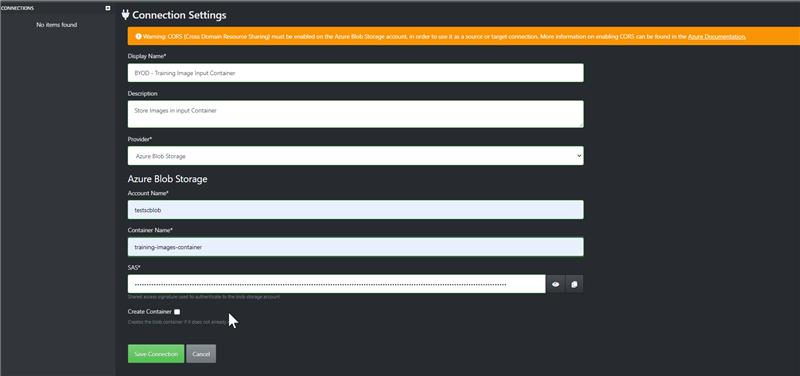 CONNECTIONS
No items found
Connection Settings
Warning: CORS (Cross Domain Resource Sharing) must be enabled on the Azure Blob Storage account, in order to use it as a source or target connection. More information on enabling CORS can be found in the Azure Documentation.
Display Name*
BYOD - Training Image Input Container
Description
Store Images in input Container
Provider*
Azure Blob Storage
Azure Blob Storage
Account Name*
testscblob
Container Name*
training-images-container
SAS*
Shared access signature used to authenticate to the blob storage account
Create Container
Creates the blob container if it does not already
Save Connection
Cancel